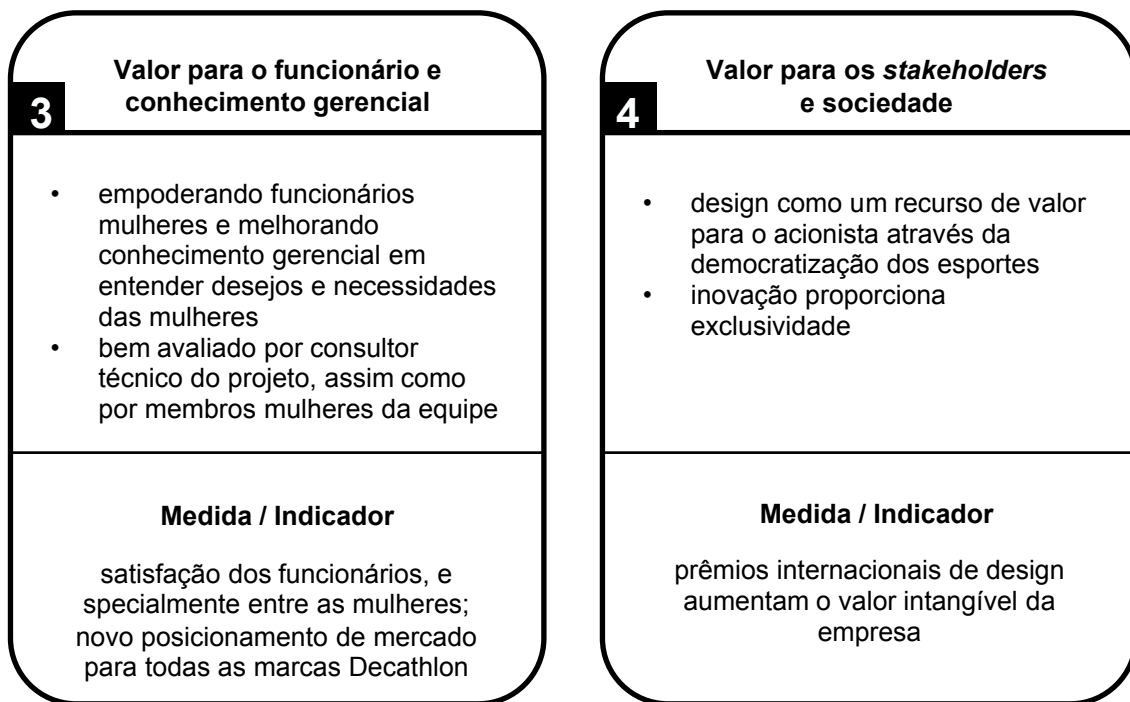 3
Valor para o funcionário e
conhecimento gerencial
• empoderando funcionários
mulheres e melhorando
conhecimento gerencial em
entender desejos e necessidades
das mulheres
• bem avaliado por consultor
técnico do projeto, assim como
por membros mulheres da equipe
Medida / Indicador
satisfação dos funcionários, e
specialmente entre as mulheres;
novo posicionamento de mercado
para todas as marcas Decathlon
4
Valor para os stakeholders
e sociedade
• design como um recurso de valor
para o acionista através da
democratização dos esportes
• inovação proporciona
exclusividade
Medida / Indicador
prêmios internacionais de design
aumentam o valor intangível da
empresa